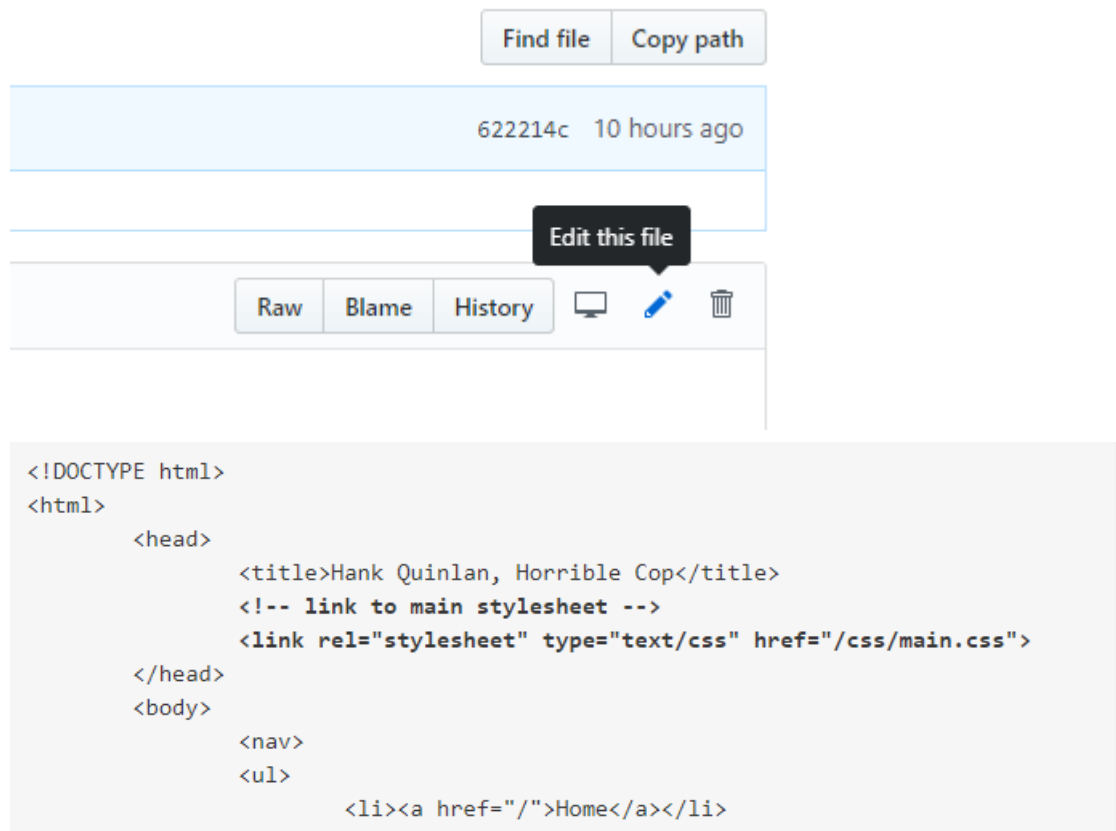 Find file Copy path
622214c 10 hours ago
Edit this file
Raw Blame History
<!DOCTYPE html>
<html>
<head>
<title>Hank Quinlan, Horrible Cop</title>
<!-- link to main stylesheet -->
<link rel="stylesheet" type="text/css" href="/css/main.css">
</head>
<body>
<nav>
<ul>
<li><a href="/">Home</a></li>